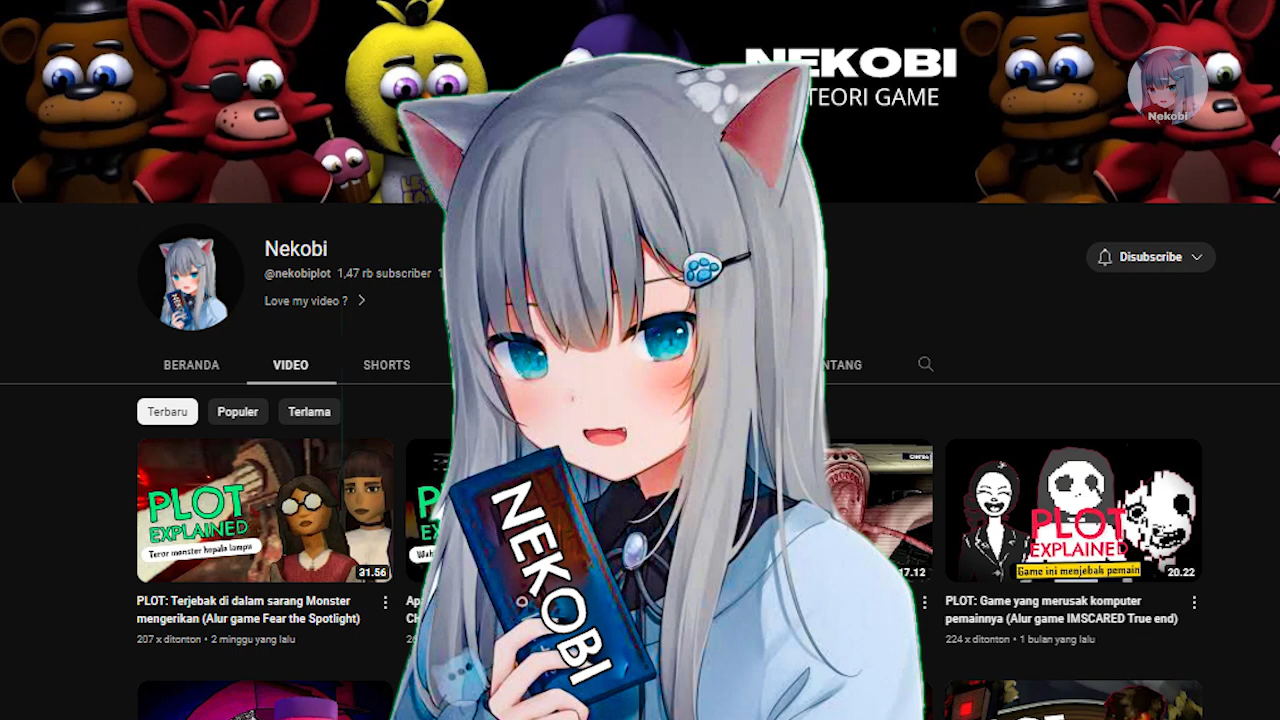 NEKOBI
TEORI GAME
Nekobi
Nekobi
@nekobiplot 1,47 rb subscriber
Love my video ?
Disubscribe
BERANDA VIDEO SHORTS NTANG
Terbaru Populer Terlama
PLOT
EXPLAINED
Teror monster kepala lampu
31.56
17.12
PLOT
EXPLAINED
Game ini menjebak pemain
20.22
NEKOBI
PLOT: Terjebak di dalam sarang Monster
mengerikan (Alur game Fear the Spotlight)
207 x ditonton • 2 minggu yang lalu
PLOT: Game yang merusak komputer
pemainnya (Alur game IMSCARED True end)
224 x ditonton • 1 bulan yang lalu